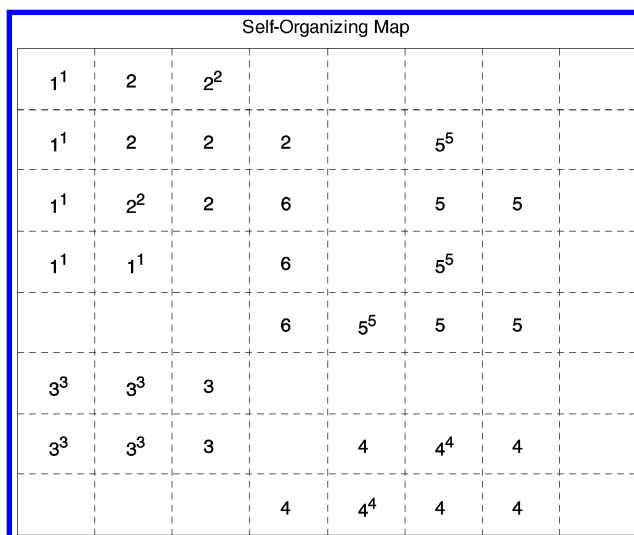 Self-Organizing Map
1¹ 2 2²
1¹ 2 2 2 5⁵
1¹ 2² 2 6 5 5
1¹ 1¹ 6 5⁵
6 5⁵ 5 5
3³ 3³ 3
3³ 3³ 3 4 4⁴ 4
4 4⁴ 4 4